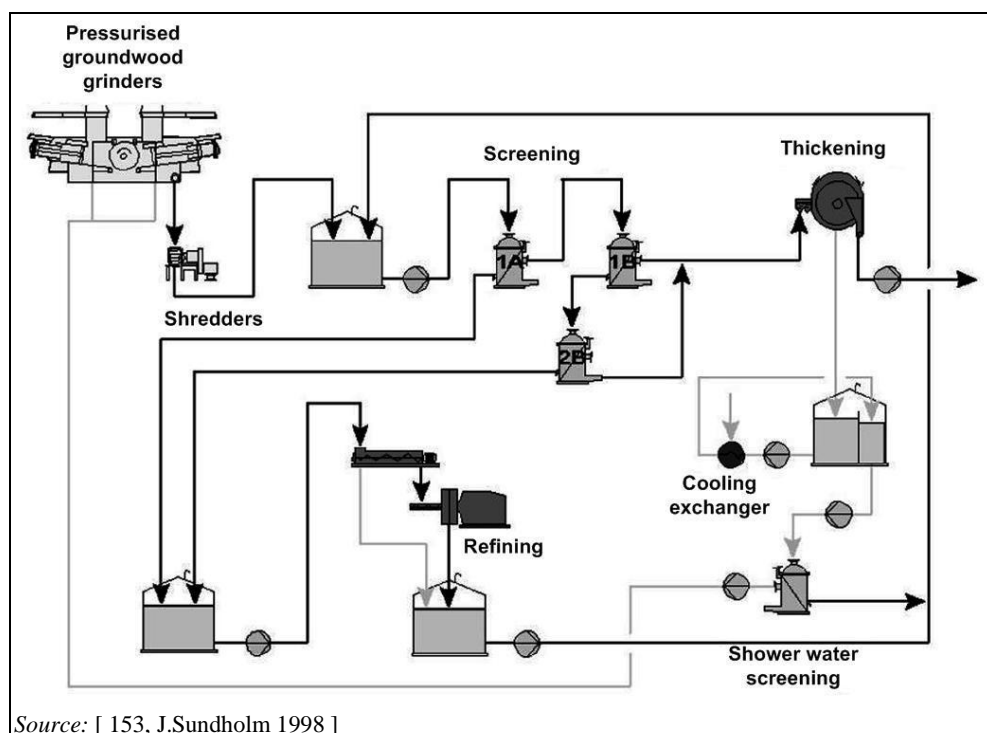 Pressurised
groundwood
grinders
Screening
Thickening
1A
1B
Shredders
2B
Cooling
exchanger
Refining
Shower water
screening
Source: [ 153, J.Sundholm 1998 ]